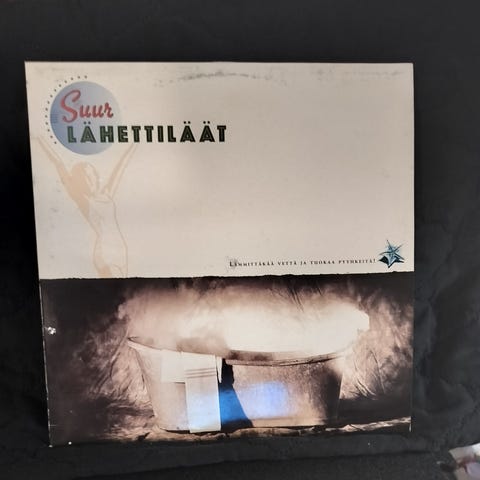 Suur
LÄHETTILÄÄT
LÄMMITTÄKÄÄ VETTÄ JA TUOKAA PYYHKEITÄ!